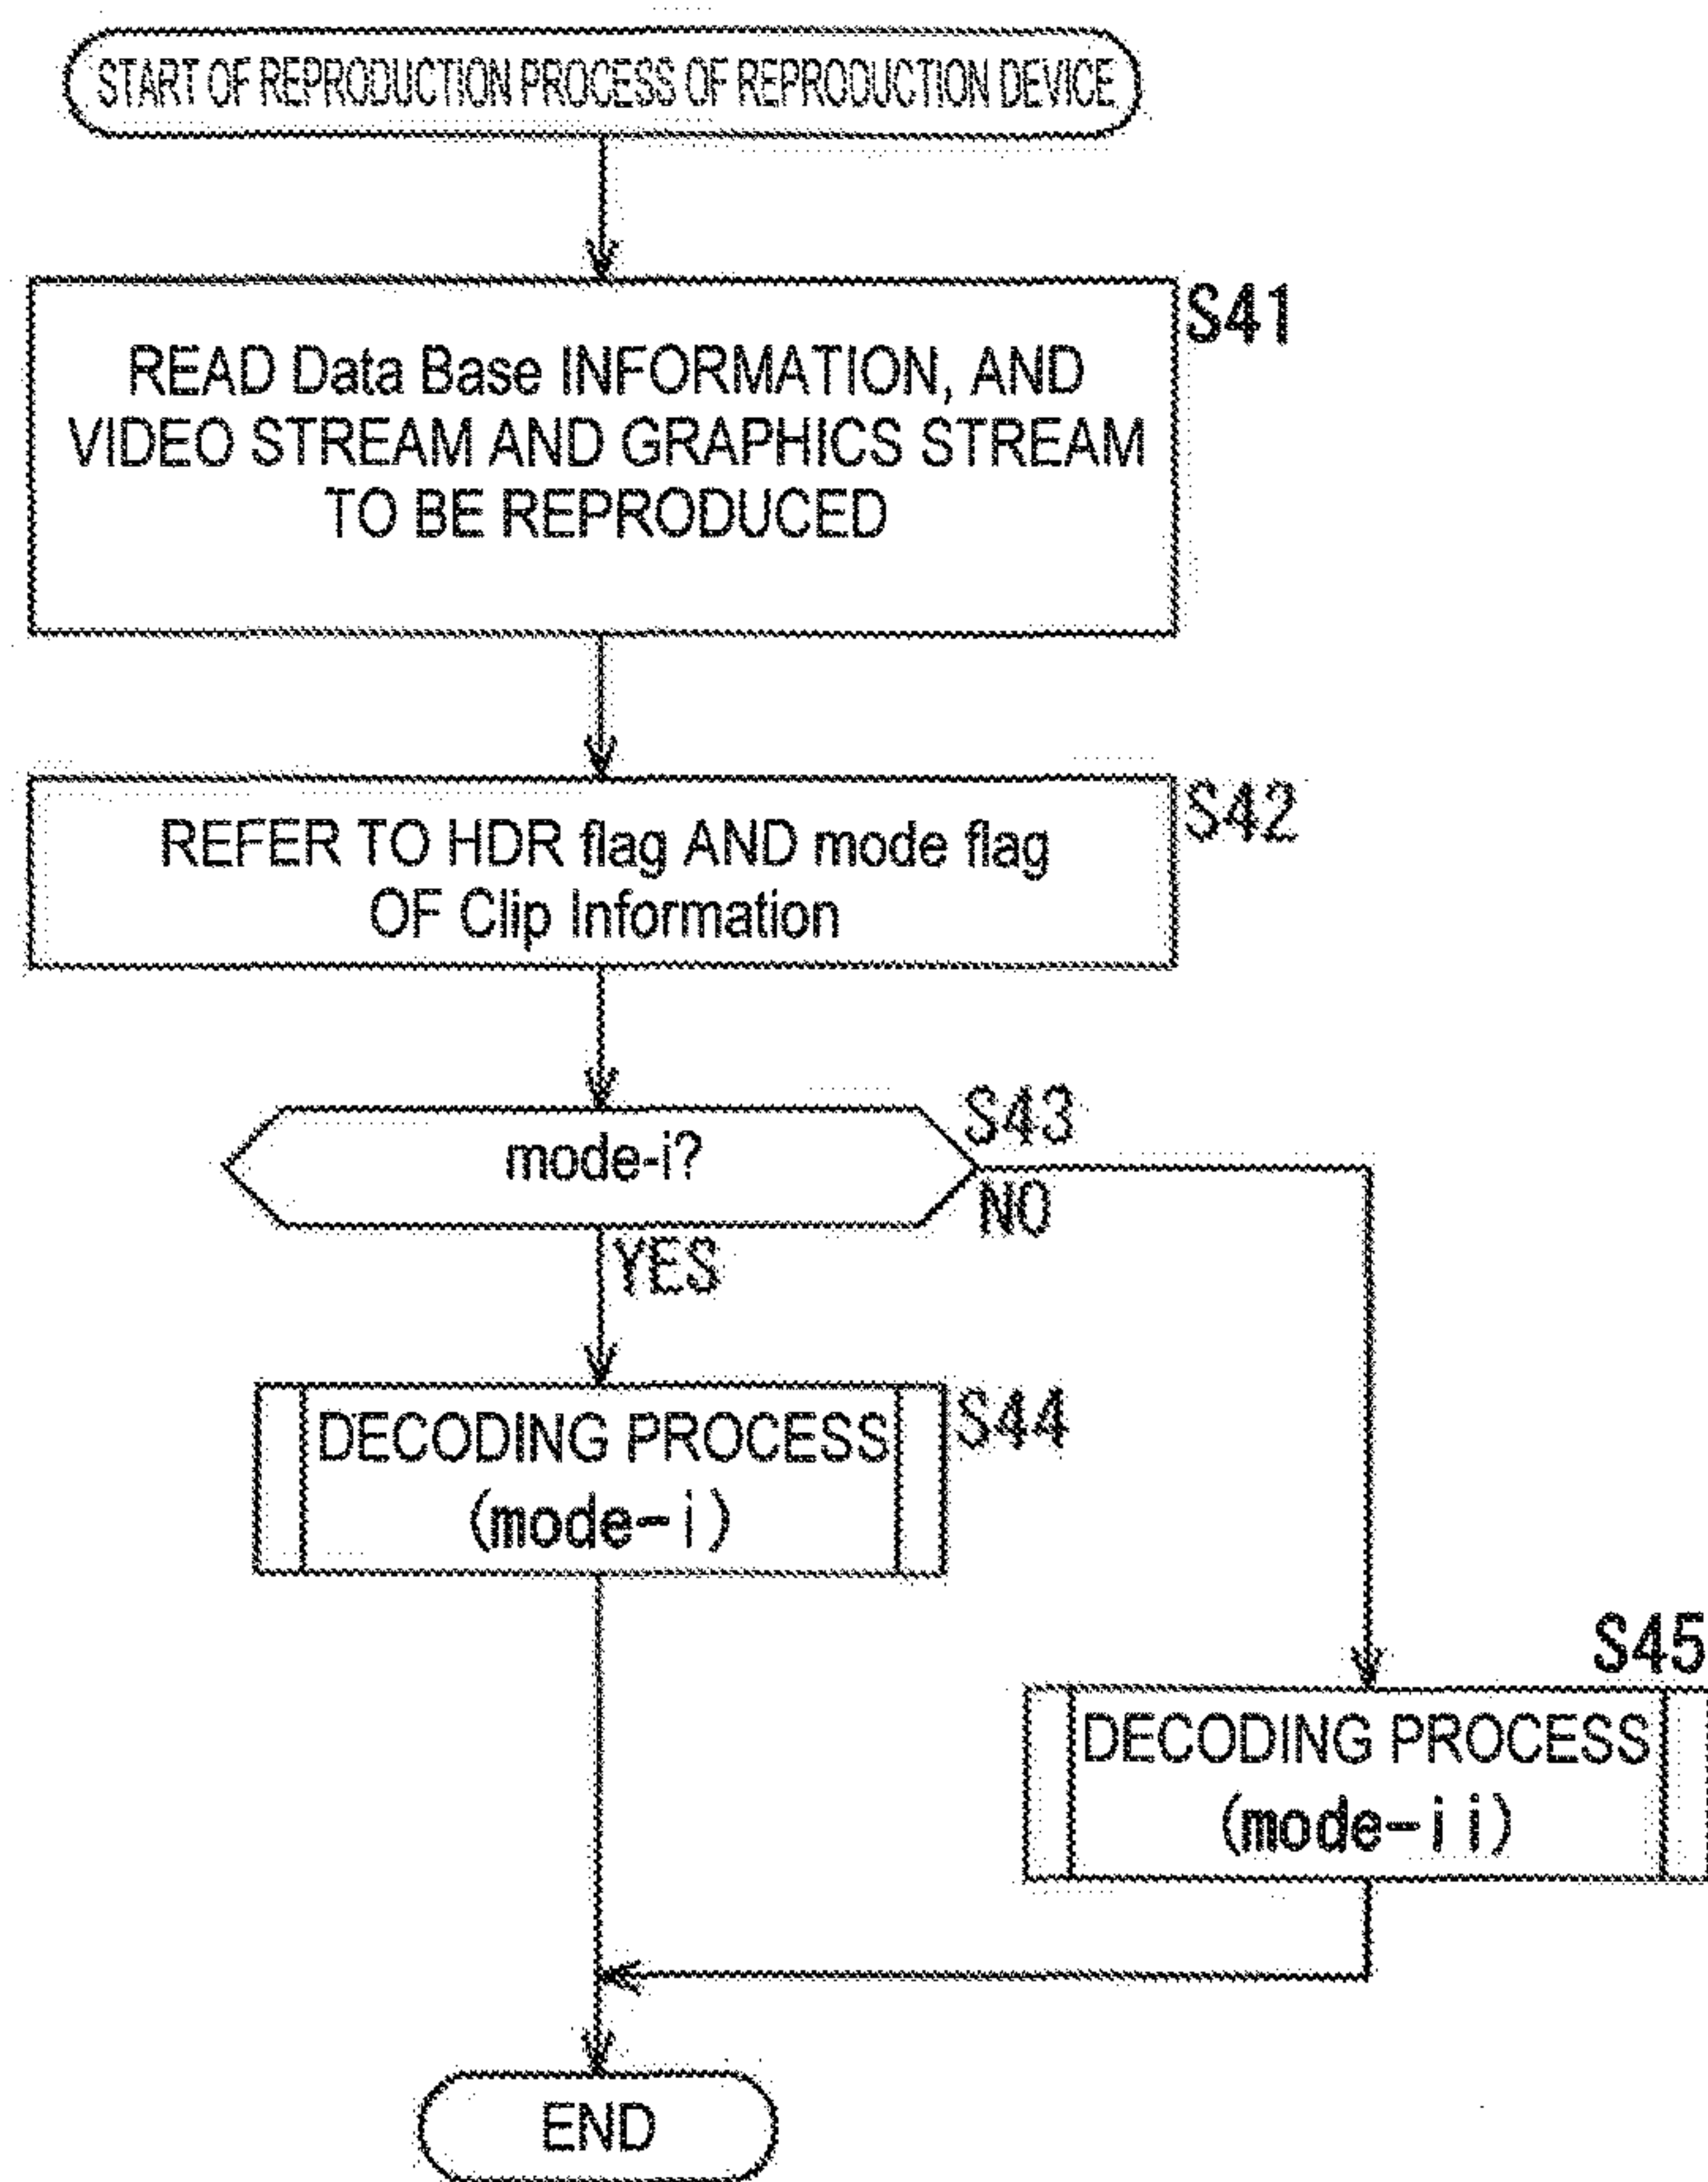 START OF REPRODUCTION PROCESS OF REPRODUCTION DEVICE
S41
READ Data Base INFORMATION, AND
VIDEO STREAM AND GRAPHICS STREAM
TO BE REPRODUCED
S42
REFER TO HDR flag AND mode flag
OF Clip Information
S43
mode-i?
NO
YES
S44
DECODING PROCESS
(mode-i)
S45
DECODING PROCESS
(mode-ii)
END